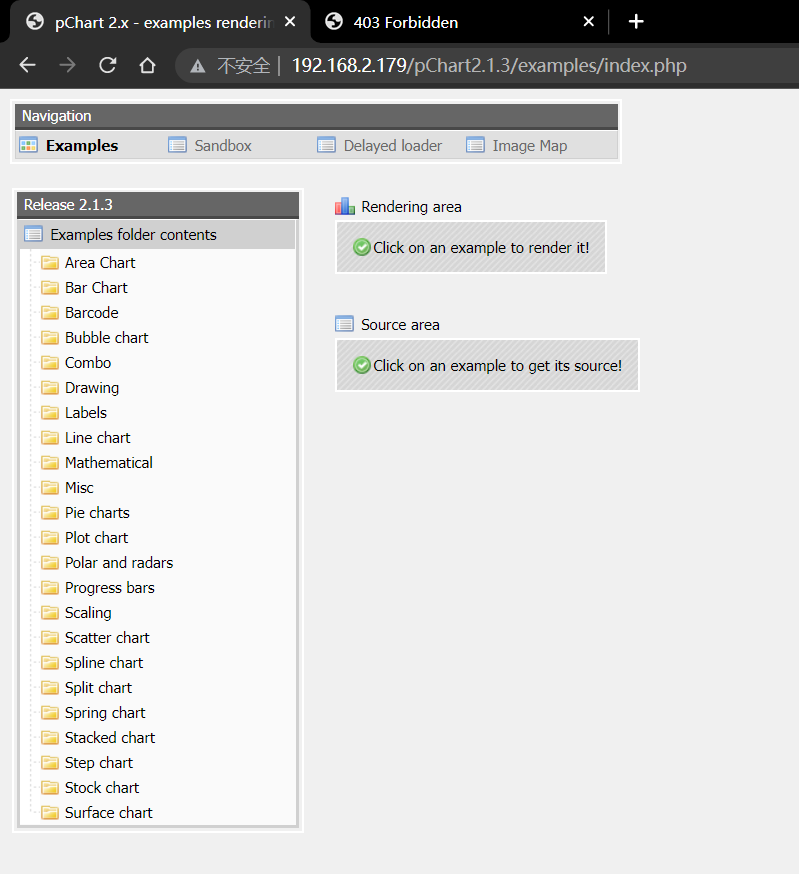 pChart 2.x - examples renderin
403 Forbidden
不安全 | 192.168.2.179/pChart2.1.3/examples/index.php
Navigation
Examples Sandbox Delayed loader Image Map
Release 2.1.3
Examples folder contents
Area Chart
Bar Chart
Barcode
Bubble chart
Combo
Drawing
Labels
Line chart
Mathematical
Misc
Pie charts
Plot chart
Polar and radars
Progress bars
Scaling
Scatter chart
Spline chart
Split chart
Spring chart
Stacked chart
Step chart
Stock chart
Surface chart
Rendering area
Click on an example to render it!
Source area
Click on an example to get its source!